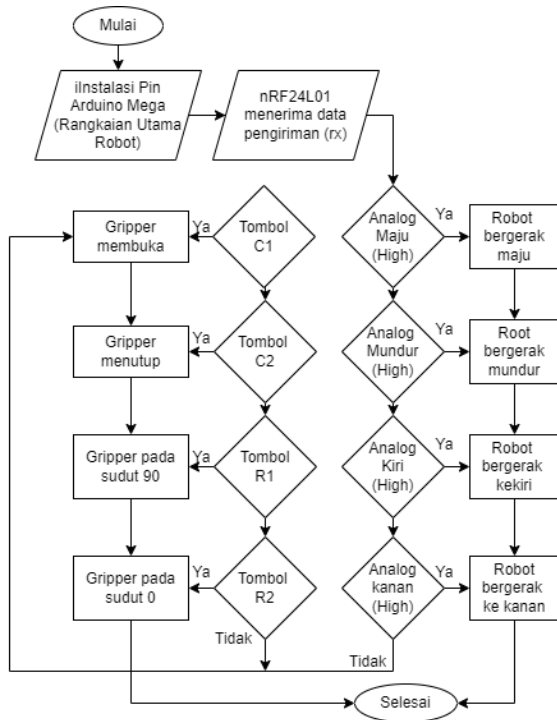 Mulai
iInstalasi Pin
Arduino Mega
(Rangkaian Utama
Robot)
nRF24L01
menerima data
pengiriman (rx)
Gripper
membuka
Ya
Tombol
C1
Analog
Maju
(High)
Ya
Robot
bergerak
maju
Gripper
menutup
Ya
Tombol
C2
Analog
Mundur
(High)
Ya
Root
bergerak
mundur
Gripper pada
sudut 90
Ya
Tombol
R1
Analog
Kiri
(High)
Ya
Robot
bergerak
kekiri
Gripper pada
sudut 0
Ya
Tombol
R2
Analog
kanan
(High)
Ya
Robot
bergerak
ke kanan
Tidak
Tidak
Selesai